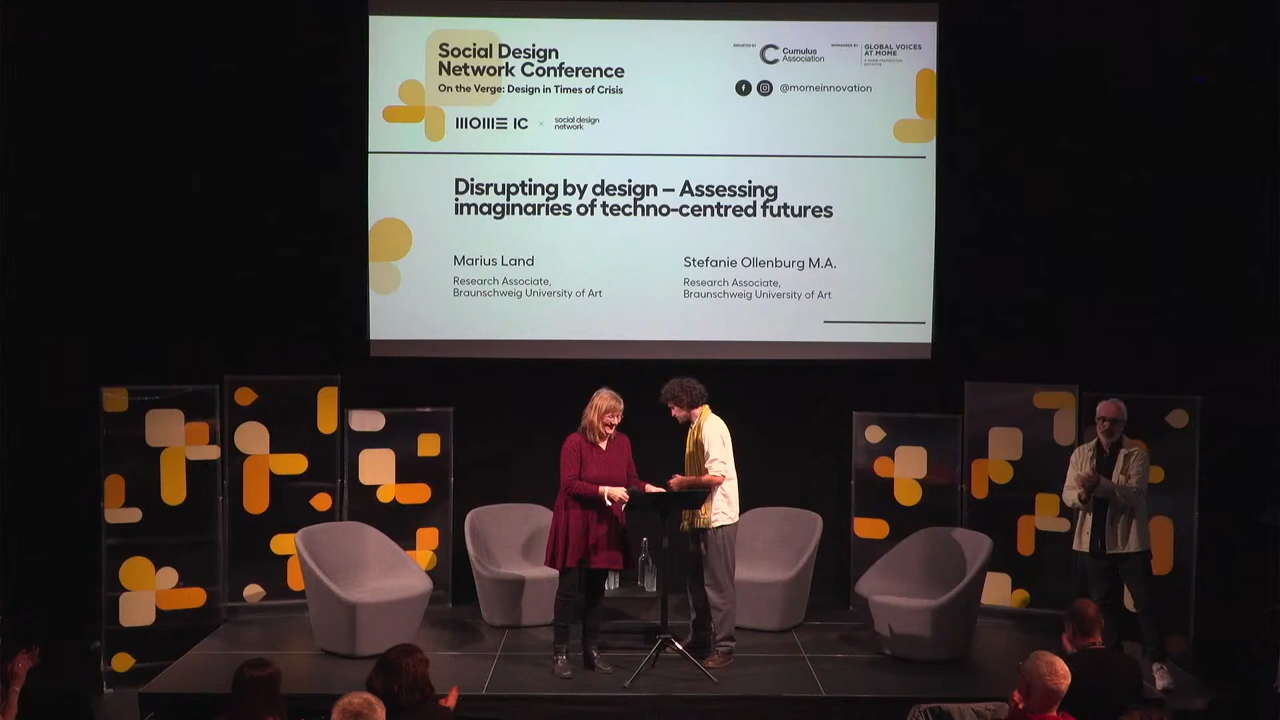 Social Design
Network Conference
On the Verge: Design in Times of Crisis
MOME IC × social design
network
Cumulus
Association
GLOBAL VOICES
AT MOME
@momeinnovation
Disrupting by design – Assessing
imaginaries of techno-centred futures
Marius Land
Research Associate,
Braunschweig University of Art
Stefanie Ollenburg M.A.
Research Associate,
Braunschweig University of Art